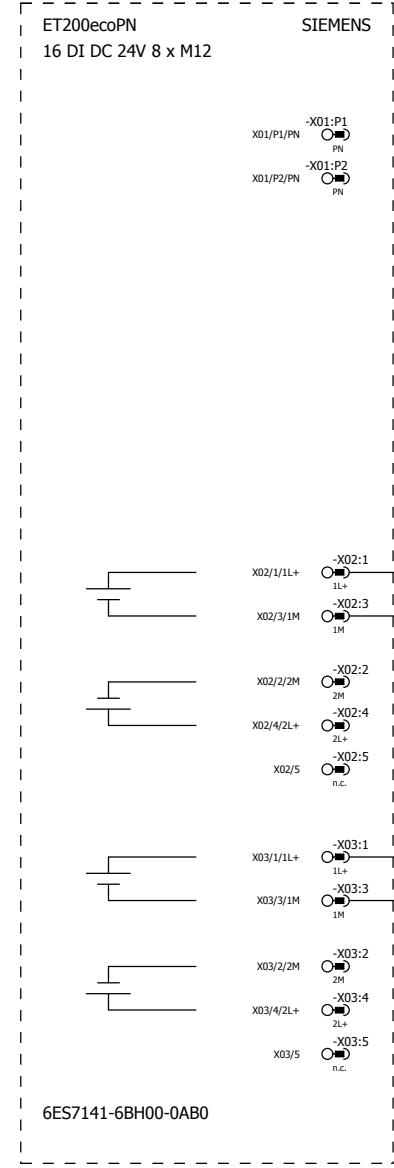 ET200ecoPN SIEMENS
16 DI DC 24V 8 x M12
-X01:P1
X01/P1/PN
PN
-X01:P2
X01/P2/PN
PN
-X02:1
X02/1/1L+
1L+
-X02:3
X02/3/1M
1M
-X02:2
X02/2/2M
2M
-X02:4
X02/4/2L+
2L+
-X02:5
X02/5
n.c.
-X03:1
X03/1/1L+
1L+
-X03:3
X03/3/1M
1M
-X03:2
X03/2/2M
2M
-X03:4
X03/4/2L+
2L+
-X03:5
X03/5
n.c.
6ES7141-6BH00-0AB0